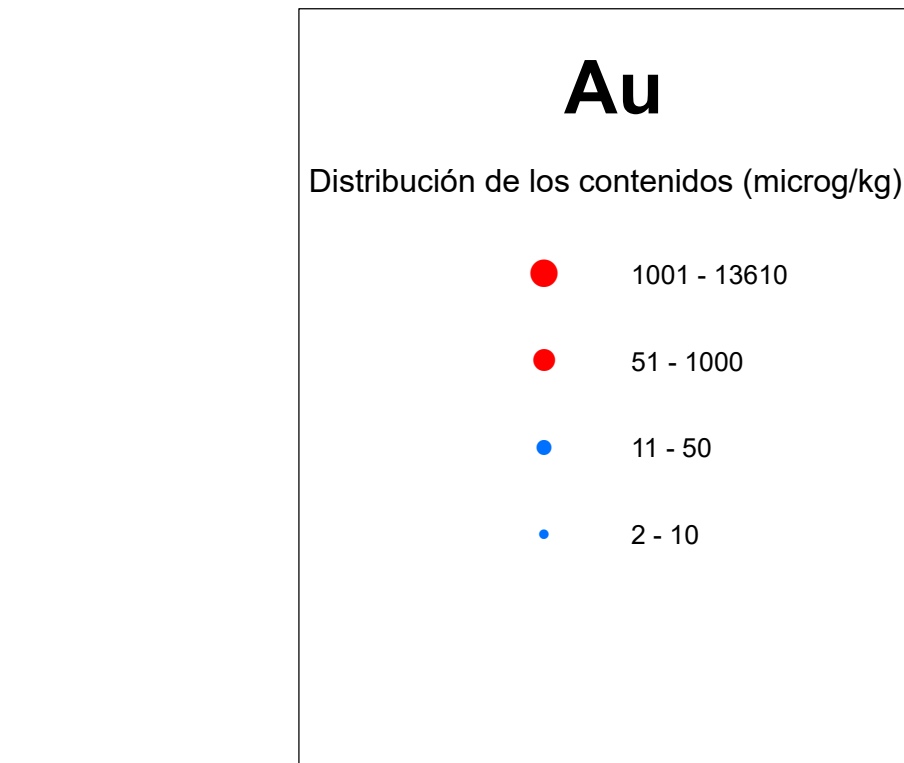 Au
Distribución de los contenidos (microg/kg)
1001 - 13610
51 - 1000
11 - 50
2 - 10